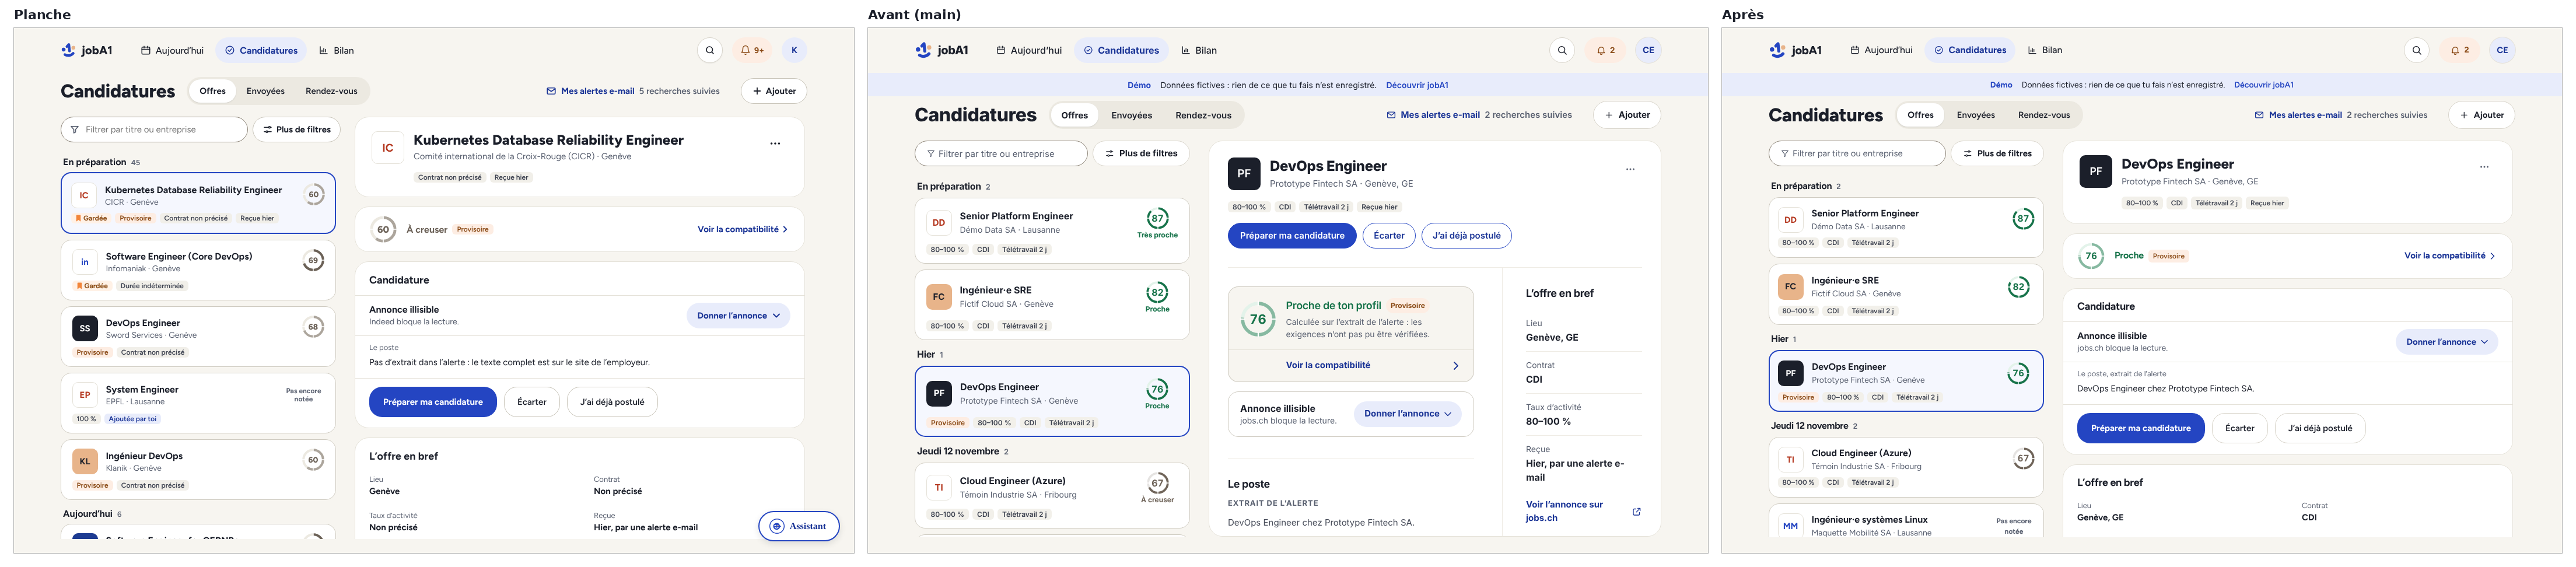 Planche
jobA1
Aujourd'hui
Candidatures
Bilan
9+
K
Candidatures
Offres
Envoyées
Rendez-vous
Mes alertes e-mail 5 recherches suivies
Ajouter
Filtrer par titre ou entreprise
Plus de filtres
En préparation 45
IC
Kubernetes Database Reliability Engineer
CICR · Genève
60
Gardée
Provisoire
Contrat non précisé
Reçue hier
in
Software Engineer (Core DevOps)
Infomaniak · Genève
69
Gardée
Durée indéterminée
SS
DevOps Engineer
Sword Services · Genève
68
Provisoire
Contrat non précisé
EP
System Engineer
EPFL · Lausanne
Pas encore
notée
100 %
Ajoutée par toi
KL
Ingénieur DevOps
Klanik · Genève
60
Provisoire
Contrat non précisé
Aujourd'hui 6
IC
Kubernetes Database Reliability Engineer
Comité international de la Croix-Rouge (CICR) · Genève
Contrat non précisé
Reçue hier
60
À creuser
Provisoire
Voir la compatibilité
Candidature
Annonce illisible
Indeed bloque la lecture.
Donner l'annonce
Le poste
Pas d'extrait dans l'alerte : le texte complet est sur le site de l'employeur.
Préparer ma candidature
Écarter
J'ai déjà postulé
L'offre en bref
Lieu
Genève
Contrat
Non précisé
Taux d'activité
Non précisé
Reçue
Hier, par une alerte e-mail
Assistant
Avant (main)
jobA1
Aujourd'hui
Candidatures
Bilan
2
CE
Démo
Données fictives : rien de ce que tu fais n'est enregistré.
Découvrir jobA1
Candidatures
Offres
Envoyées
Rendez-vous
Mes alertes e-mail 2 recherches suivies
Ajouter
Filtrer par titre ou entreprise
Plus de filtres
En préparation 2
DD
Senior Platform Engineer
Démo Data SA · Lausanne
87
Très proche
80–100 %
CDI
Télétravail 2 j
FC
Ingénieur·e SRE
Fictif Cloud SA · Genève
82
Proche
80–100 %
CDI
Télétravail 2 j
Hier 1
PF
DevOps Engineer
Prototype Fintech SA · Genève
76
Proche
Provisoire
80–100 %
CDI
Télétravail 2 j
Jeudi 12 novembre 2
TI
Cloud Engineer (Azure)
Témoin Industrie SA · Fribourg
67
À creuser
80–100 %
CDI
Télétravail 2 j
PF
DevOps Engineer
Prototype Fintech SA · Genève, GE
80–100 %
CDI
Télétravail 2 j
Reçue hier
Préparer ma candidature
Écarter
J'ai déjà postulé
76
Proche de ton profil
Provisoire
Calculée sur l'extrait de l'alerte : les
exigences n'ont pas pu être vérifiées.
Voir la compatibilité
Annonce illisible
jobs.ch bloque la lecture.
Donner l'annonce
Le poste
EXTRAIT DE L'ALERTE
DevOps Engineer chez Prototype Fintech SA.
L'offre en bref
Lieu
Genève, GE
Contrat
CDI
Taux d'activité
80–100 %
Reçue
Hier, par une alerte e-
mail
Voir l'annonce sur
jobs.ch
Après
jobA1
Aujourd'hui
Candidatures
Bilan
2
CE
Démo
Données fictives : rien de ce que tu fais n'est enregistré.
Découvrir jobA1
Candidatures
Offres
Envoyées
Rendez-vous
Mes alertes e-mail 2 recherches suivies
Ajouter
Filtrer par titre ou entreprise
Plus de filtres
En préparation 2
DD
Senior Platform Engineer
Démo Data SA · Lausanne
87
80–100 %
CDI
Télétravail 2 j
FC
Ingénieur·e SRE
Fictif Cloud SA · Genève
82
80–100 %
CDI
Télétravail 2 j
Hier 1
PF
DevOps Engineer
Prototype Fintech SA · Genève
76
Provisoire
80–100 %
CDI
Télétravail 2 j
Jeudi 12 novembre 2
TI
Cloud Engineer (Azure)
Témoin Industrie SA · Fribourg
67
80–100 %
CDI
Télétravail 2 j
MM
Ingénieur·e systèmes Linux
Maquette Mobilité SA · Lausanne
Pas encore
notée
PF
DevOps Engineer
Prototype Fintech SA · Genève, GE
80–100 %
CDI
Télétravail 2 j
Reçue hier
76
Proche
Provisoire
Voir la compatibilité
Candidature
Annonce illisible
jobs.ch bloque la lecture.
Donner l'annonce
Le poste, extrait de l'alerte
DevOps Engineer chez Prototype Fintech SA.
Préparer ma candidature
Écarter
J'ai déjà postulé
L'offre en bref
Lieu
Genève, GE
Contrat
CDI